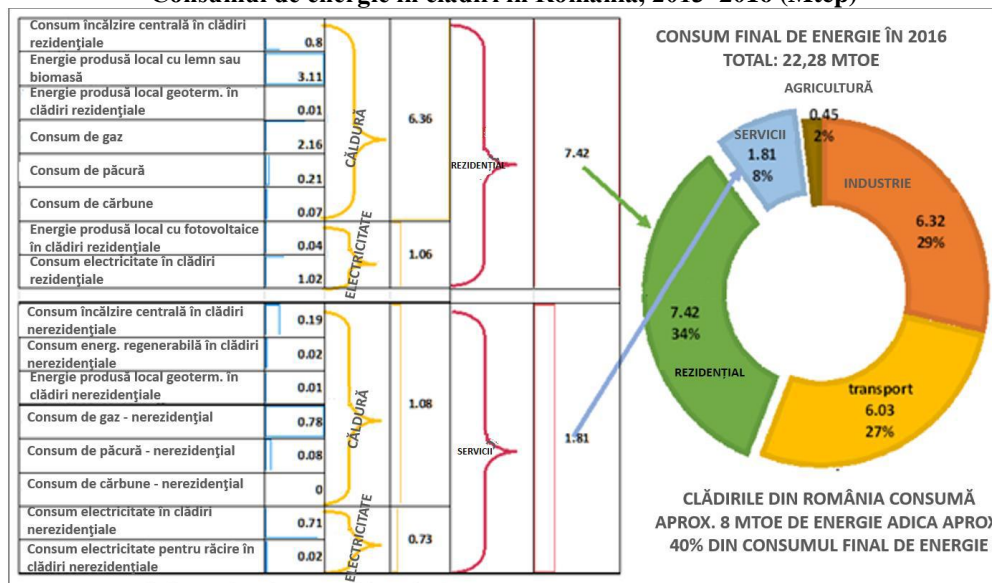 Consumul de energie în clădiri în România, 2015–2016 (Mtep)
Consum încălzire centrală în clădiri
rezidențiale
0.8
Energie produsă local cu lemn sau
biomasă
3.11
Energie produsă local geoterm. în
clădiri rezidențiale
0.01
Consum de gaz
2.16
Consum de păcură
0.21
Consum de cărbune
0.07
CĂLDURĂ
6.36
Energie produsă local cu fotovoltaice
în clădiri rezidențiale
0.04
Consum electricitate în clădiri
rezidențiale
1.02
ELECTRICITATE
1.06
REZIDENȚIAL
7.42
Consum încălzire centrală în clădiri
nerezidențiale
0.19
Consum energ. regenerabilă în clădiri
nerezidențiale
0.02
Energie produsă local geoterm. în
clădiri nerezidențiale
0.01
Consum de gaz - nerezidențial
0.78
Consum de păcură - nerezidențial
0.08
Consum de cărbune - nerezidențial
0
CĂLDURĂ
1.08
Consum electricitate în clădiri
nerezidențiale
0.71
Consum electricitate pentru răcire în
clădiri nerezidențiale
0.02
ELECTRICITATE
0.73
SERVICII
1.81
CONSUM FINAL DE ENERGIE ÎN 2016
TOTAL: 22,28 MTOE
AGRICULTURĂ
0.45
2%
SERVICII
1.81
8%
INDUSTRIE
6.32
29%
7.42
34%
REZIDENȚIAL
transport
6.03
27%
CLĂDIRILE DIN ROMÂNIA CONSUMĂ
APROX. 8 MTOE DE ENERGIE ADICA APROX
40% DIN CONSUMUL FINAL DE ENERGIE